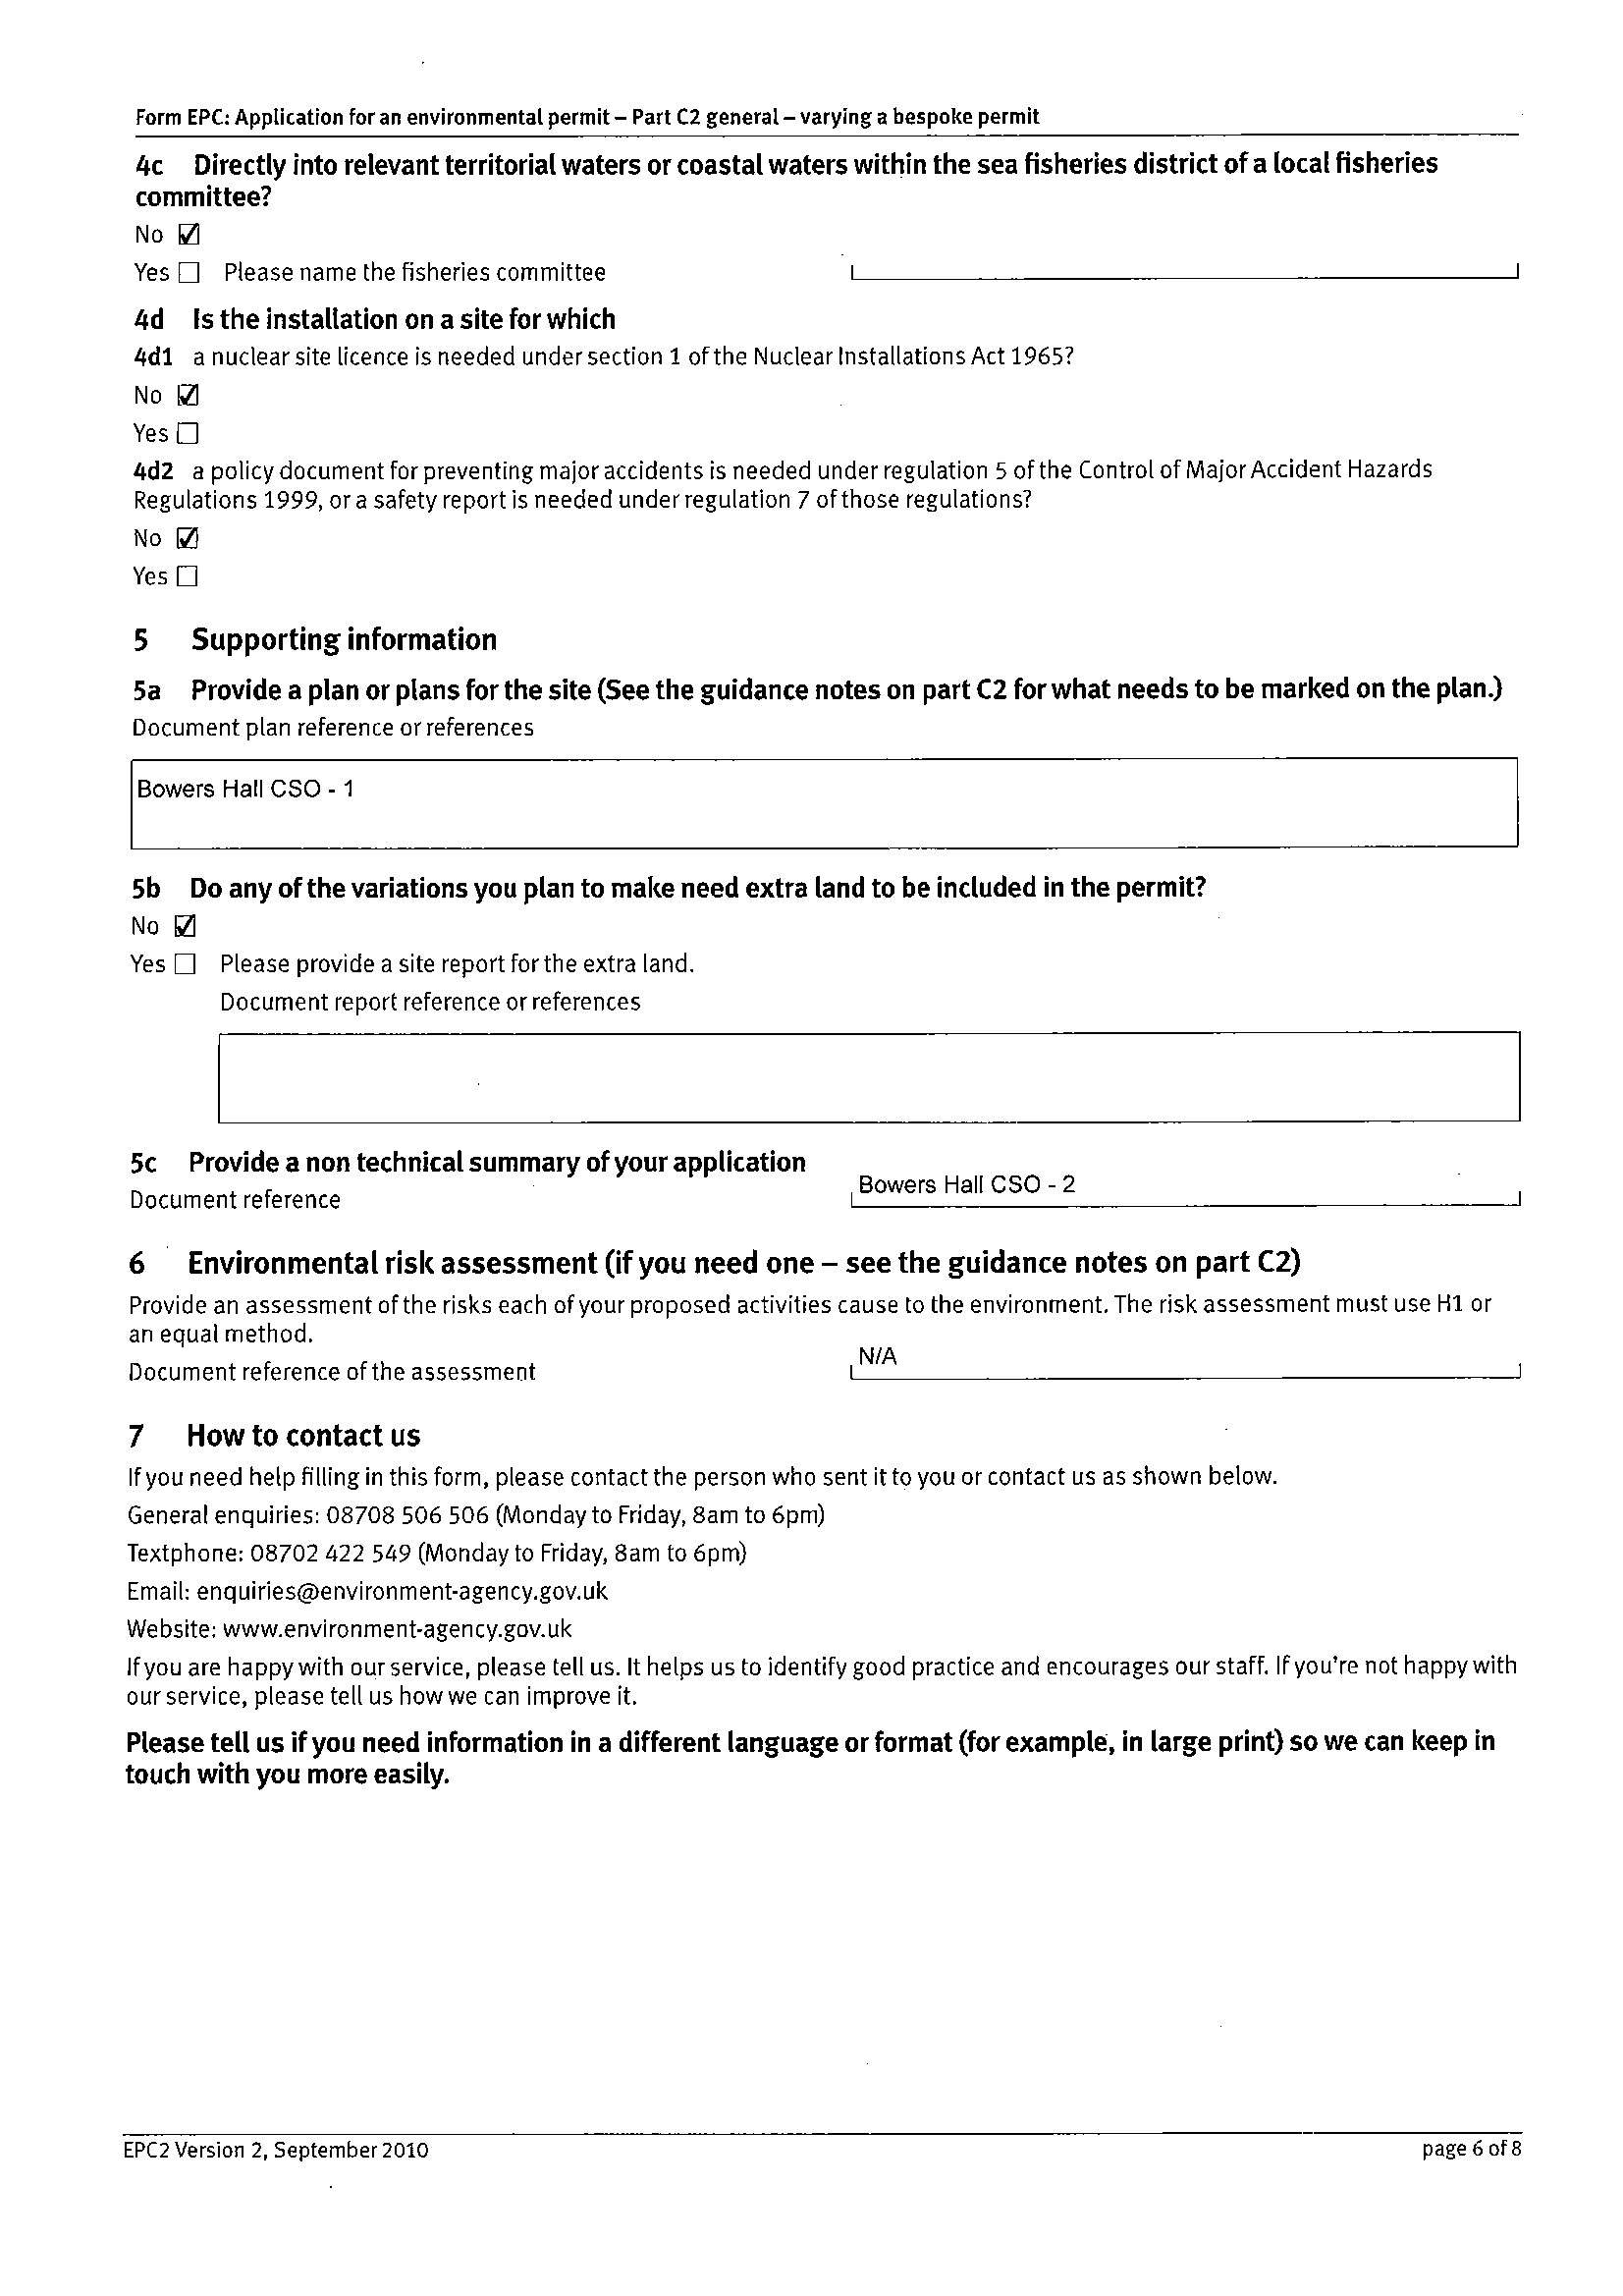 Form EPC: Application for an environmental permit – Part C2 general – varying a bespoke permit
4c Directly into relevant territorial waters or coastal waters within the sea fisheries district of a local fisheries
committee?
No ☑
Yes ☐ Please name the fisheries committee
4d Is the installation on a site for which
4d1 a nuclear site licence is needed under section 1 of the Nuclear Installations Act 1965?
No ☑
Yes ☐
4d2 a policy document for preventing major accidents is needed under regulation 5 of the Control of Major Accident Hazards
Regulations 1999, or a safety report is needed under regulation 7 of those regulations?
No ☑
Yes ☐
5 Supporting information
5a Provide a plan or plans for the site (See the guidance notes on part C2 for what needs to be marked on the plan.)
Document plan reference or references
Bowers Hall CSO - 1
5b Do any of the variations you plan to make need extra land to be included in the permit?
No ☑
Yes ☐ Please provide a site report for the extra land.
Document report reference or references
5c Provide a non technical summary of your application
Document reference Bowers Hall CSO - 2
6 Environmental risk assessment (if you need one – see the guidance notes on part C2)
Provide an assessment of the risks each of your proposed activities cause to the environment. The risk assessment must use H1 or
an equal method.
Document reference of the assessment N/A
7 How to contact us
If you need help filling in this form, please contact the person who sent it to you or contact us as shown below.
General enquiries: 08708 506 506 (Monday to Friday, 8am to 6pm)
Textphone: 08702 422 549 (Monday to Friday, 8am to 6pm)
Email: enquiries@environment-agency.gov.uk
Website: www.environment-agency.gov.uk
If you are happy with our service, please tell us. It helps us to identify good practice and encourages our staff. If you're not happy with
our service, please tell us how we can improve it.
Please tell us if you need information in a different language or format (for example, in large print) so we can keep in
touch with you more easily.
EPC2 Version 2, September 2010 page 6 of 8